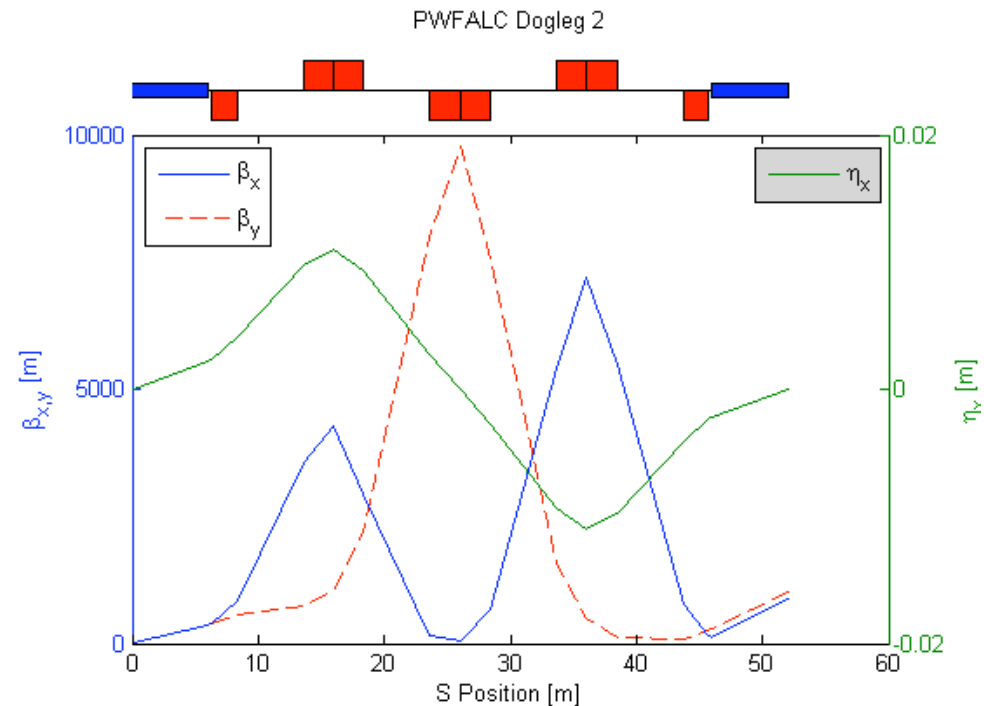 PWFALC Dogleg 2
10000
5000
0
β_x,y [m]
β_x
β_y
η_x
0.02
0
-0.02
η_x [m]
0 10 20 30 40 50 60
S Position [m]